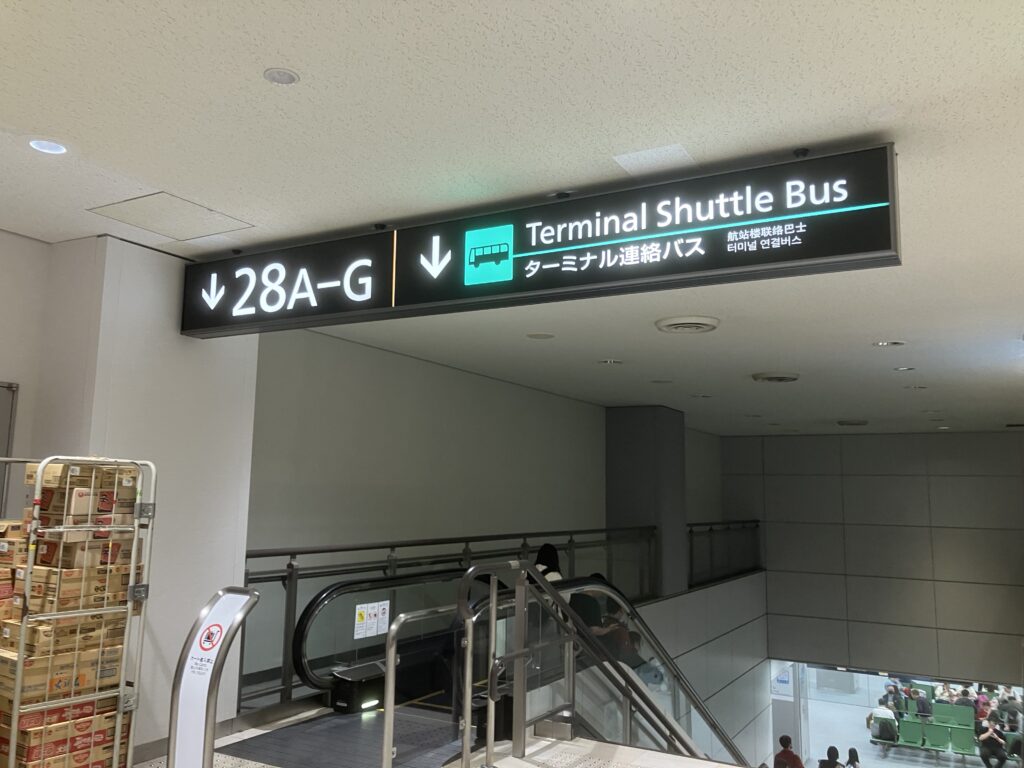 ↓28A-G
↓ Terminal Shuttle Bus
ターミナル連絡バス
航站楼联络巴士
터미널 연결버스